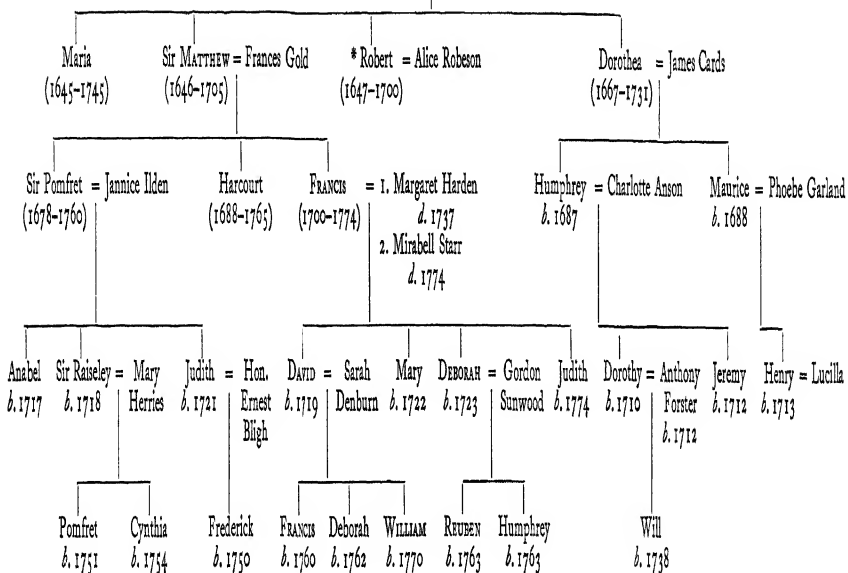 Maria Sir MATTHEW = Frances Gold * Robert = Alice Robeson Dorothea = James Cards
(1645–1745) (1646–1705) (1647–1700) (1667–1731)
Sir Pomfret = Jannice Ilden Harcourt FRANCIS = 1. Margaret Harden Humphrey = Charlotte Anson Maurice = Phoebe Garland
(1678–1760) (1688–1765) (1700–1774) d. 1737 b. 1687 b. 1688
2. Mirabell Starr
d. 1774
Anabel Sir Raiseley = Mary Judith = Hon. DAVID = Sarah Mary DEBORAH = Gordon Judith Dorothy = Anthony Jeremy Henry = Lucilla
b. 1717 b. 1718 Herries b. 1721 Ernest b. 1719 Denburn b. 1722 b. 1723 Sunwood b. 1774 b. 1710 Forster b. 1712 b. 1713
Bligh b. 1712
Pomfret Cynthia Frederick FRANCIS Deborah WILLIAM REUBEN Humphrey Will
b. 1751 b. 1754 b. 1750 b. 1760 b. 1762 b. 1770 b. 1763 b. 1763 b. 1738